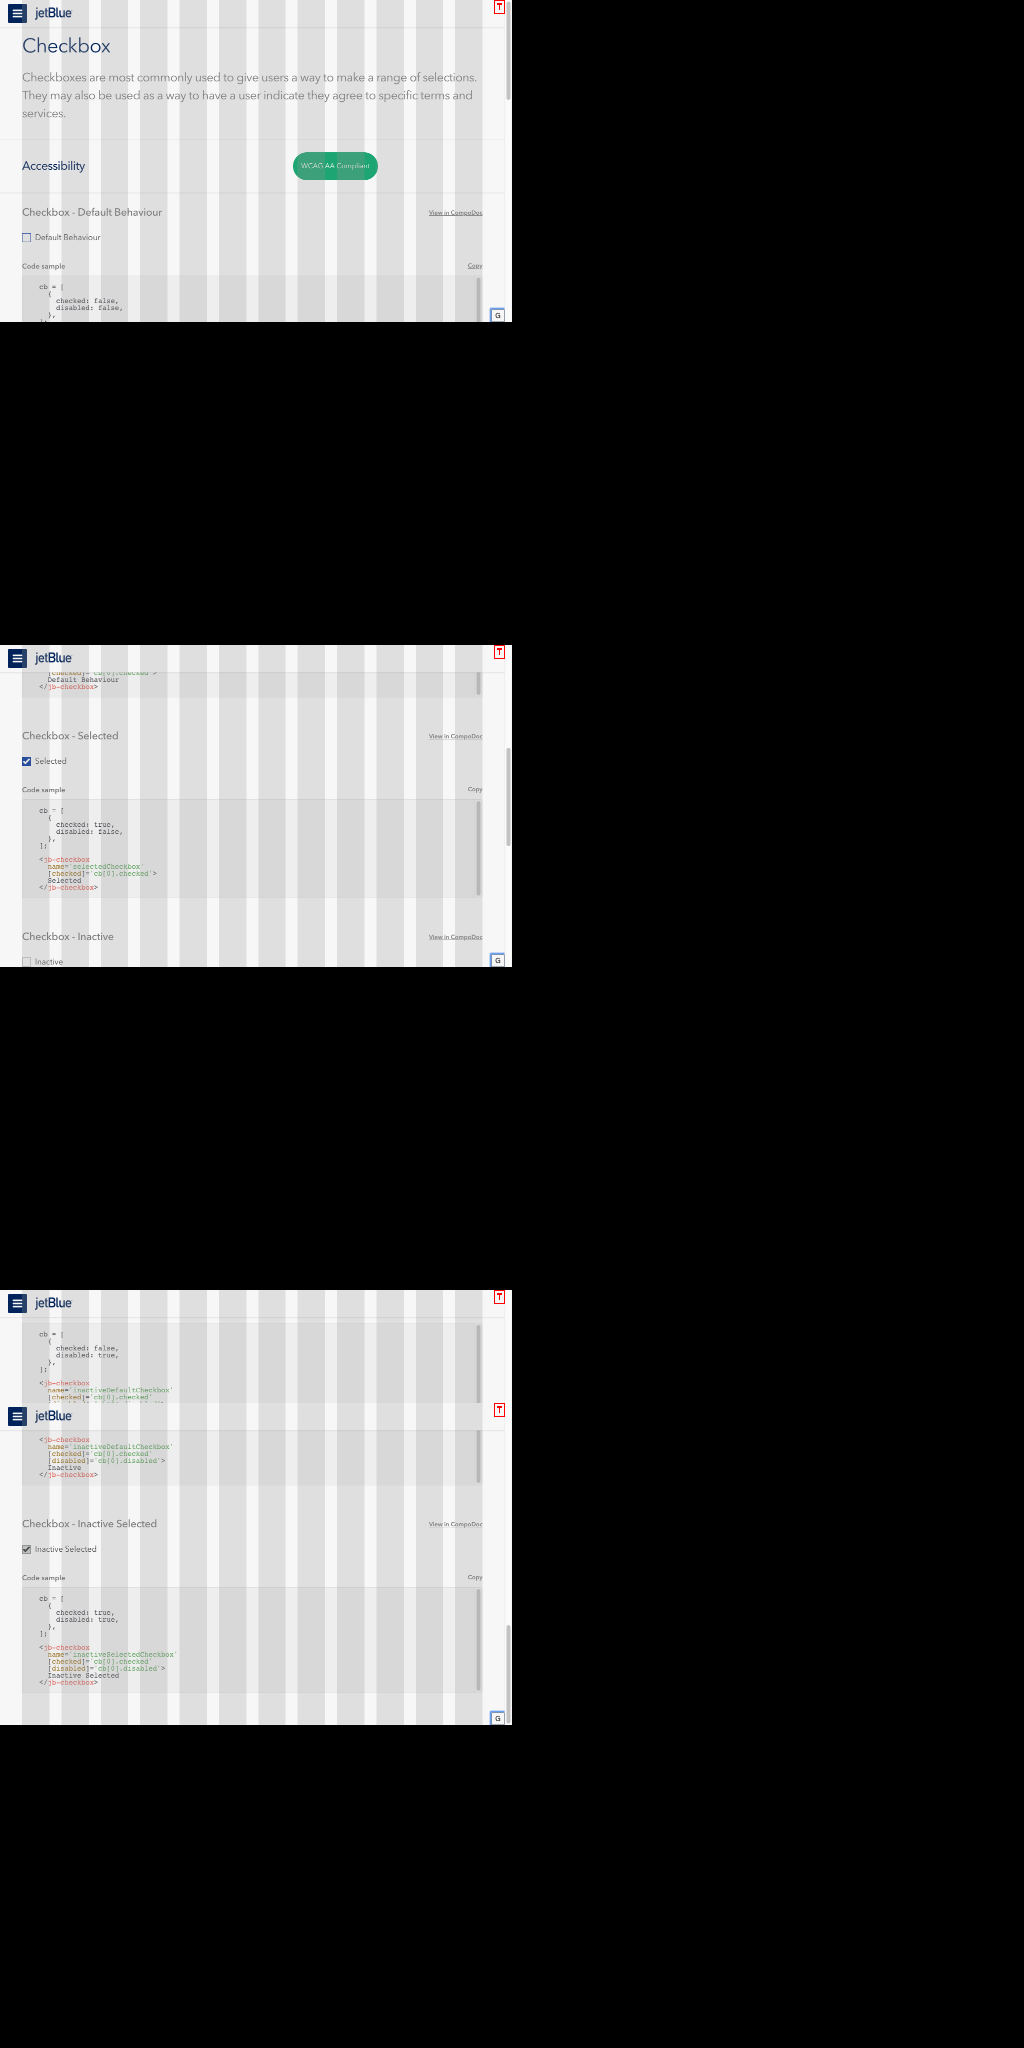 jetBlue
T
Checkbox
Checkboxes are most commonly used to give users a way to make a range of selections.
They may also be used as a way to have a user indicate they agree to specific terms and
services.
Accessibility
WCAG AA Compliant
Checkbox - Default Behaviour
View in CompoDoc
Default Behaviour
Code sample
Copy
cb = [
{
checked: false,
disabled: false,
},
G
jetBlue
T
[checked]='cb[0].checked'>
Default Behaviour
</jb-checkbox>
Checkbox - Selected
View in CompoDoc
Selected
Code sample
Copy
cb = [
{
checked: true,
disabled: false,
},
];
<jb-checkbox
name='selectedCheckbox'
[checked]='cb[0].checked'>
Selected
</jb-checkbox>
Checkbox - Inactive
View in CompoDoc
Inactive
G
jetBlue
T
cb = [
{
checked: false,
disabled: true,
},
];
<jb-checkbox
name='inactiveDefaultCheckbox'
[checked]='cb[0].checked'
jetBlue
T
<jb-checkbox
name='inactiveDefaultCheckbox'
[checked]='cb[0].checked'
[disabled]='cb[0].disabled'>
Inactive
</jb-checkbox>
Checkbox - Inactive Selected
View in CompoDoc
Inactive Selected
Code sample
Copy
cb = [
{
checked: true,
disabled: true,
},
];
<jb-checkbox
name='inactiveSelectedCheckbox'
[checked]='cb[0].checked'
[disabled]='cb[0].disabled'>
Inactive Selected
</jb-checkbox>
G